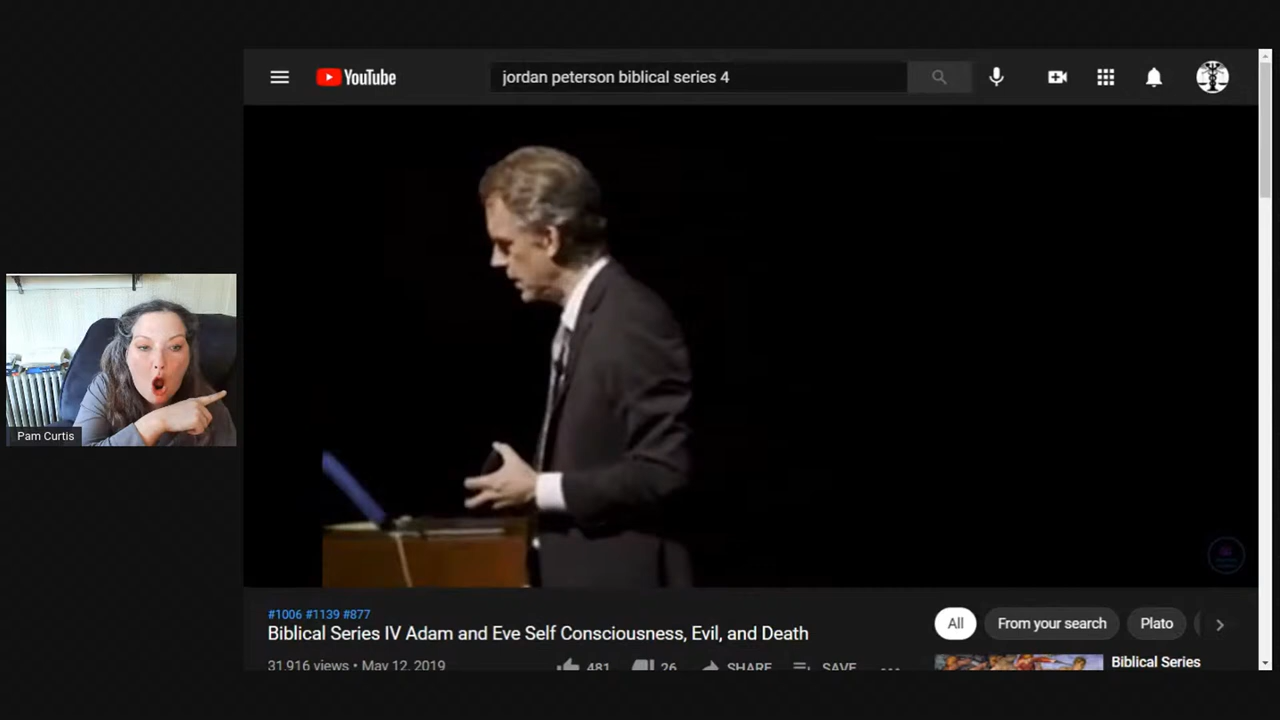 YouTube
jordan peterson biblical series 4
Pam Curtis
#1006 #1139 #877
Biblical Series IV Adam and Eve Self Consciousness, Evil, and Death
31,916 views • May 12, 2019
481
26
SHARE
SAVE
All
From your search
Plato
Biblical Series